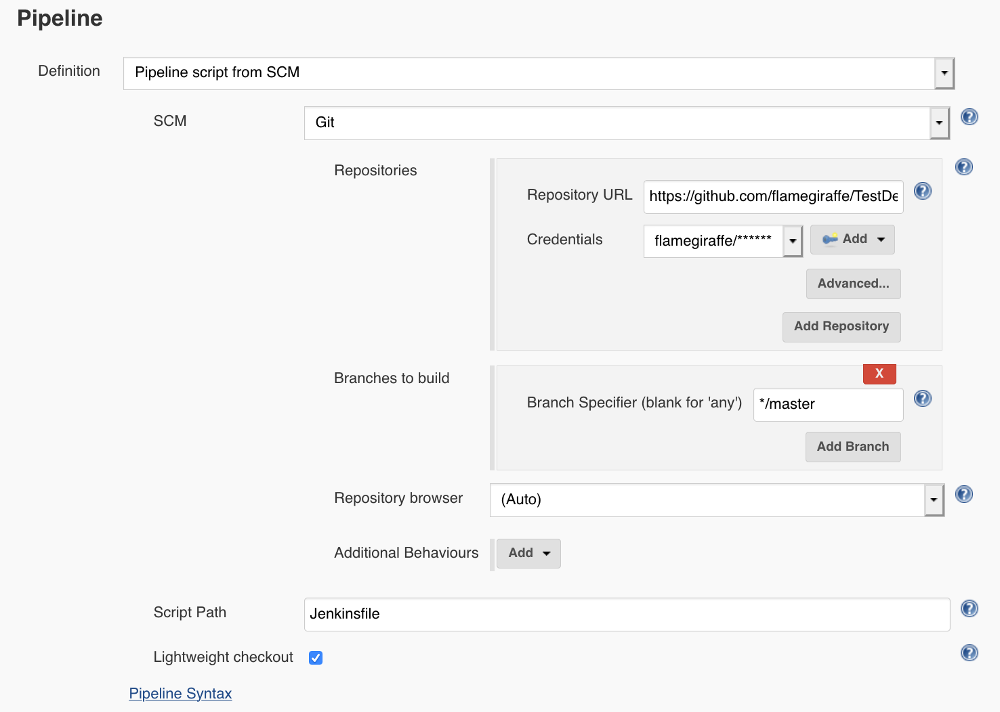 Pipeline
Definition Pipeline script from SCM
SCM Git
Repositories
Repository URL https://github.com/flamegiraffe/TestDe
Credentials flamegiraffe/****** Add
Advanced...
Add Repository
Branches to build
X
Branch Specifier (blank for 'any') */master
Add Branch
Repository browser (Auto)
Additional Behaviours Add
Script Path Jenkinsfile
Lightweight checkout
Pipeline Syntax